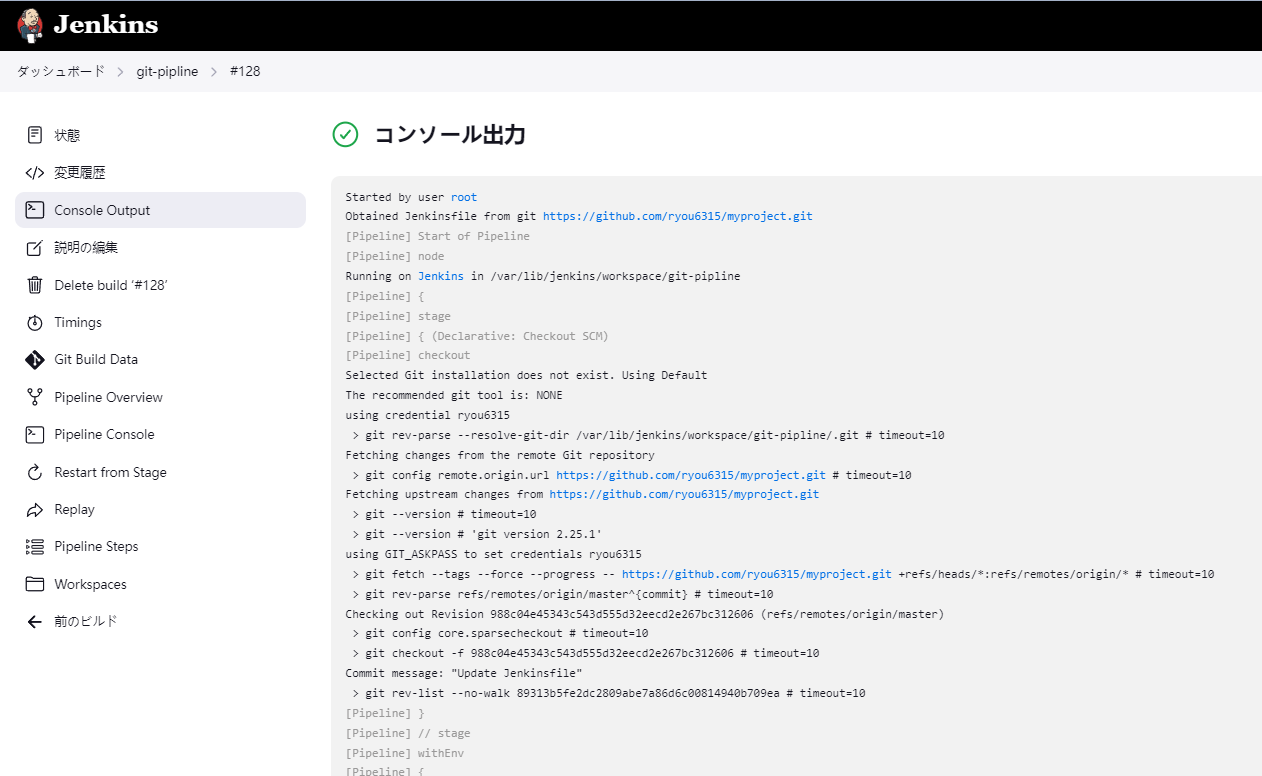 Jenkins
ダッシュボード > git-pipline > #128
状態
変更履歴
Console Output
説明の編集
Delete build ‘#128’
Timings
Git Build Data
Pipeline Overview
Pipeline Console
Restart from Stage
Replay
Pipeline Steps
Workspaces
前のビルド
コンソール出力
Started by user root
Obtained Jenkinsfile from git https://github.com/ryou6315/myproject.git
[Pipeline] Start of Pipeline
[Pipeline] node
Running on Jenkins in /var/lib/jenkins/workspace/git-pipline
[Pipeline] {
[Pipeline] stage
[Pipeline] { (Declarative: Checkout SCM)
[Pipeline] checkout
Selected Git installation does not exist. Using Default
The recommended git tool is: NONE
using credential ryou6315
> git rev-parse --resolve-git-dir /var/lib/jenkins/workspace/git-pipline/.git # timeout=10
Fetching changes from the remote Git repository
> git config remote.origin.url https://github.com/ryou6315/myproject.git # timeout=10
Fetching upstream changes from https://github.com/ryou6315/myproject.git
> git --version # timeout=10
> git --version # 'git version 2.25.1'
using GIT_ASKPASS to set credentials ryou6315
> git fetch --tags --force --progress -- https://github.com/ryou6315/myproject.git +refs/heads/*:refs/remotes/origin/* # timeout=10
> git rev-parse refs/remotes/origin/master^{commit} # timeout=10
Checking out Revision 988c04e45343c543d555d32eecd2e267bc312606 (refs/remotes/origin/master)
> git config core.sparsecheckout # timeout=10
> git checkout -f 988c04e45343c543d555d32eecd2e267bc312606 # timeout=10
Commit message: "Update Jenkinsfile"
> git rev-list --no-walk 89313b5fe2dc2809abe7a86d6c00814940b709ea # timeout=10
[Pipeline] }
[Pipeline] // stage
[Pipeline] withEnv
[Pipeline] {